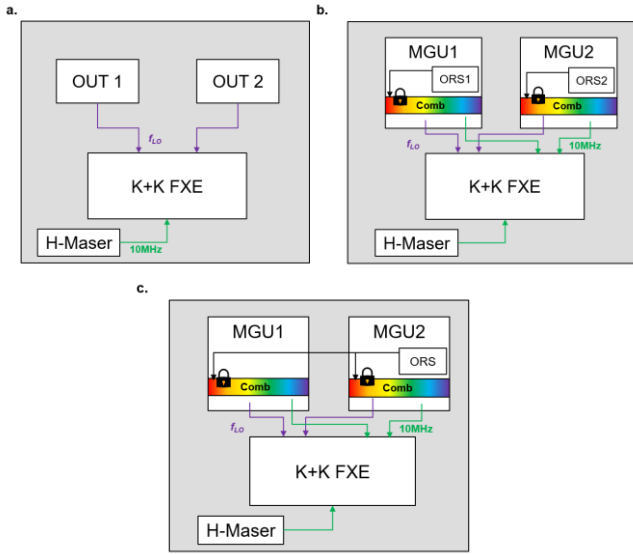 a.
OUT 1
OUT 2
fLO
K+K FXE
H-Maser
10MHz
b.
MGU1
MGU2
ORS1
ORS2
Comb
Comb
fLO
10MHz
K+K FXE
H-Maser
c.
MGU1
MGU2
ORS
Comb
Comb
fLO
10MHz
K+K FXE
H-Maser